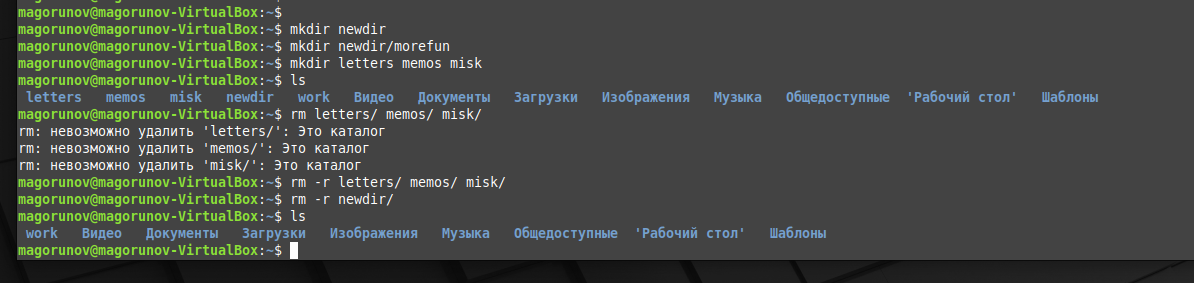 magorunov@magorunov-VirtualBox:~$
magorunov@magorunov-VirtualBox:~$ mkdir newdir
magorunov@magorunov-VirtualBox:~$ mkdir newdir/morefun
magorunov@magorunov-VirtualBox:~$ mkdir letters memos misk
magorunov@magorunov-VirtualBox:~$ ls
letters memos misk newdir work Видео Документы Загрузки Изображения Музыка Общедоступные 'Рабочий стол' Шаблоны
magorunov@magorunov-VirtualBox:~$ rm letters/ memos/ misk/
rm: невозможно удалить 'letters/': Это каталог
rm: невозможно удалить 'memos/': Это каталог
rm: невозможно удалить 'misk/': Это каталог
magorunov@magorunov-VirtualBox:~$ rm -r letters/ memos/ misk/
magorunov@magorunov-VirtualBox:~$ rm -r newdir/
magorunov@magorunov-VirtualBox:~$ ls
work Видео Документы Загрузки Изображения Музыка Общедоступные 'Рабочий стол' Шаблоны
magorunov@magorunov-VirtualBox:~$